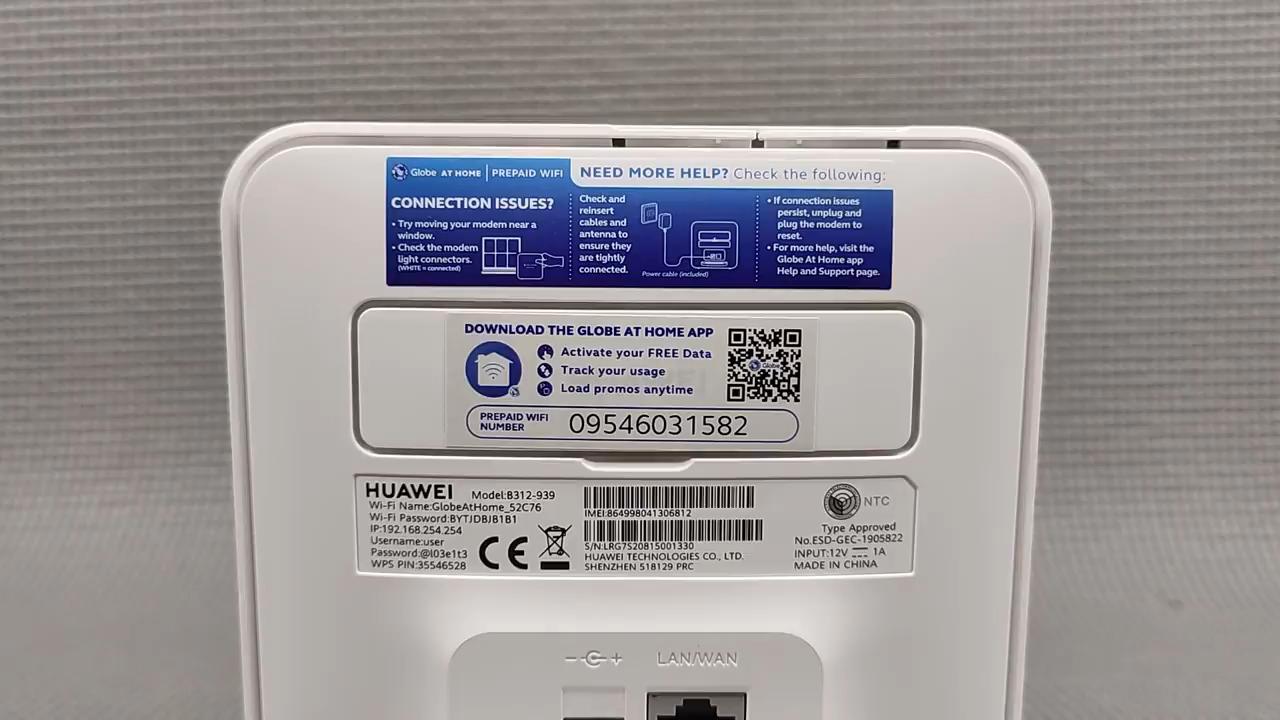 Globe AT HOME | PREPAID WIFI
NEED MORE HELP? Check the following:
CONNECTION ISSUES?
• Try moving your modem near a
window.
• Check the modem
light connectors.
(WHITE = connected)
Check and
reinsert
cables and
antenna to
ensure they
are tightly
connected.
Power cable (included)
• If connection issues
persist, unplug and
plug the modem to
reset.
• For more help, visit the
Globe At Home app
Help and Support page.
DOWNLOAD THE GLOBE AT HOME APP
Activate your FREE Data
Track your usage
Load promos anytime
Globe
PREPAID WIFI
NUMBER
09546031582
HUAWEI Model:B312-939
Wi-Fi Name:GlobeAtHome_52C76
Wi-Fi Password:BYTJDBJ81B1
IP:192.168.254.254
Username:user
Password:@l03e1t3
WPS PIN:35546528
CE
IMEI:864998041306812
S/N:LRG7S20815001330
HUAWEI TECHNOLOGIES CO., LTD.
SHENZHEN 518129 PRC
NTC
Type Approved
No.ESD-GEC-1905822
INPUT:12V ⎓ 1A
MADE IN CHINA
LAN/WAN